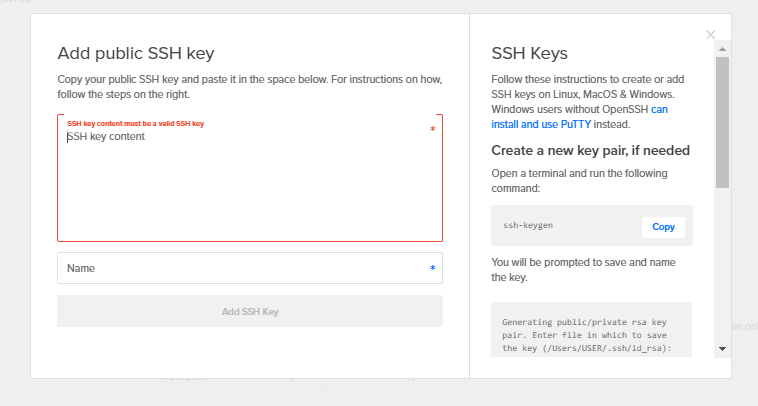 Add public SSH key
Copy your public SSH key and paste it in the space below. For instructions on how,
follow the steps on the right.
SSH key content must be a valid SSH key
*
SSH key content
Name
*
Add SSH Key
SSH Keys
Follow these instructions to create or add
SSH keys on Linux, MacOS & Windows.
Windows users without OpenSSH can
install and use PuTTY instead.
Create a new key pair, if needed
Open a terminal and run the following
command:
ssh-keygen
Copy
You will be prompted to save and name
the key.
Generating public/private rsa key
pair. Enter file in which to save
the key (/Users/USER/.ssh/id_rsa):